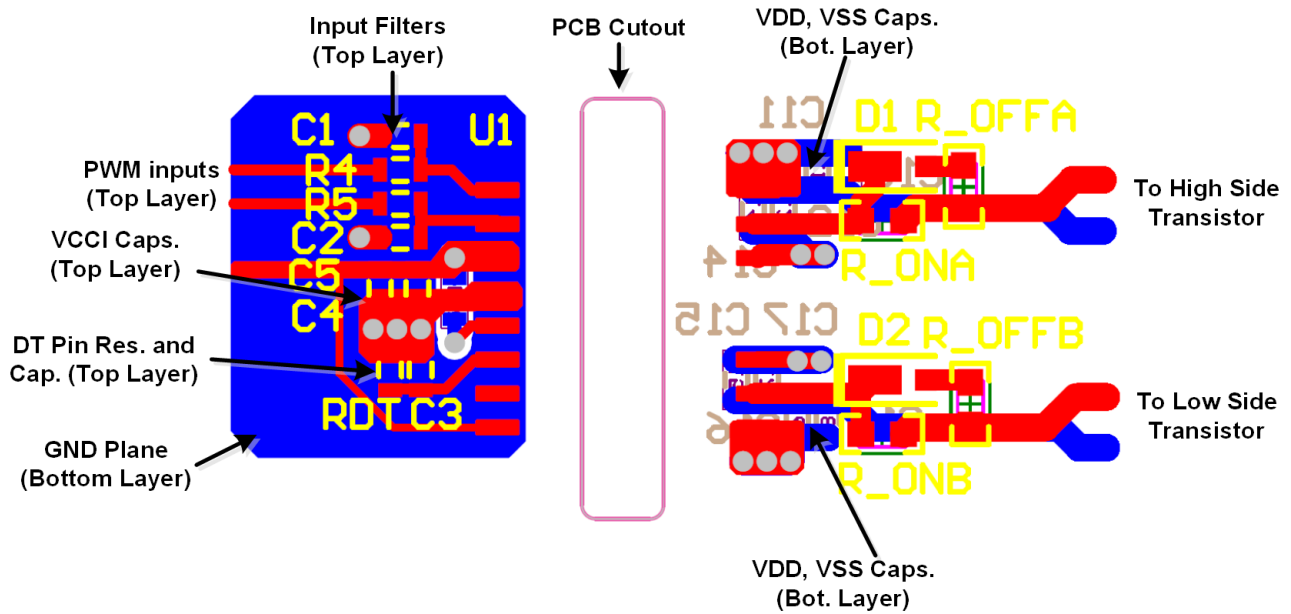 Input Filters
(Top Layer)
PCB Cutout
VDD, VSS Caps.
(Bot. Layer)
C1
U1
R4
R5
C2
C5
C4
RDT C3
PWM inputs
(Top Layer)
VCCI Caps.
(Top Layer)
DT Pin Res. and
Cap. (Top Layer)
GND Plane
(Bottom Layer)
C11
D1 R_OFFA
R_ONA
C14
To High Side
Transistor
C15
C17
D2 R_OFFB
R_ONB
To Low Side
Transistor
VDD, VSS Caps.
(Bot. Layer)